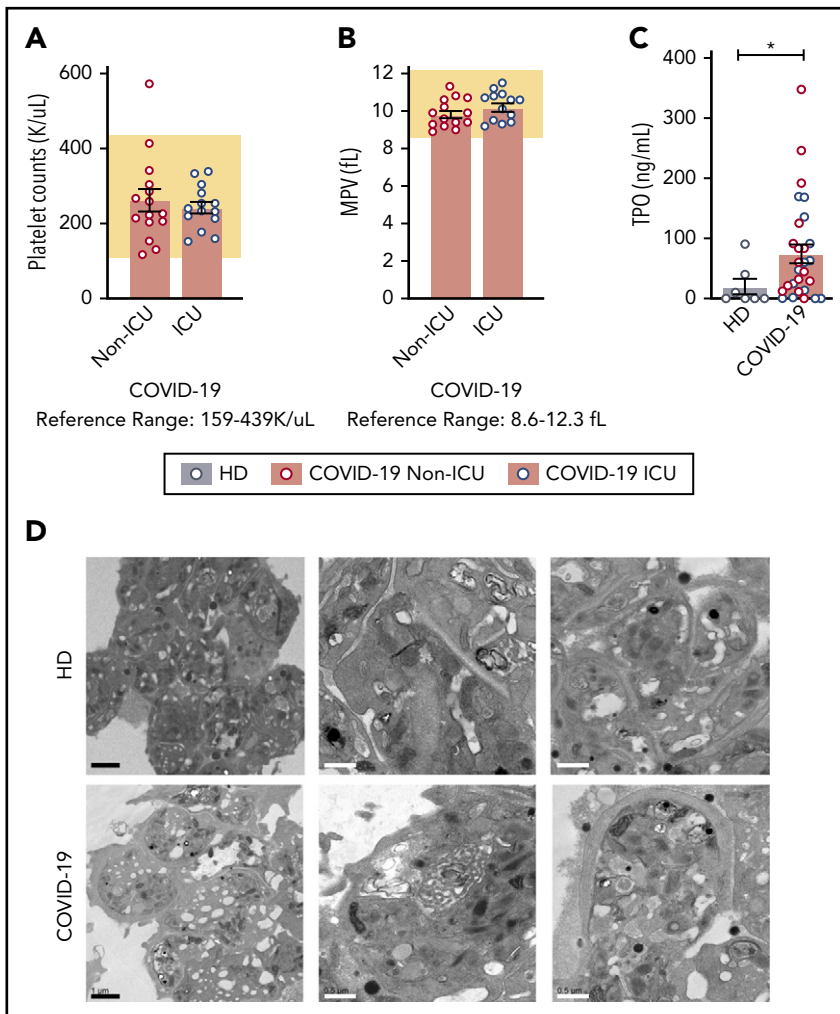 A
B
C
Platelet counts (K/uL)
600
400
200
0
Non-ICU
ICU
COVID-19
Reference Range: 159-439K/uL
MPV (fL)
12
10
8
6
4
2
0
Non-ICU
ICU
COVID-19
Reference Range: 8.6-12.3 fL
TPO (ng/mL)
*
400
300
200
100
0
HD
COVID-19
HD
COVID-19 Non-ICU
COVID-19 ICU
D
HD
COVID-19
1 µm
0.5 µm
0.5 µm